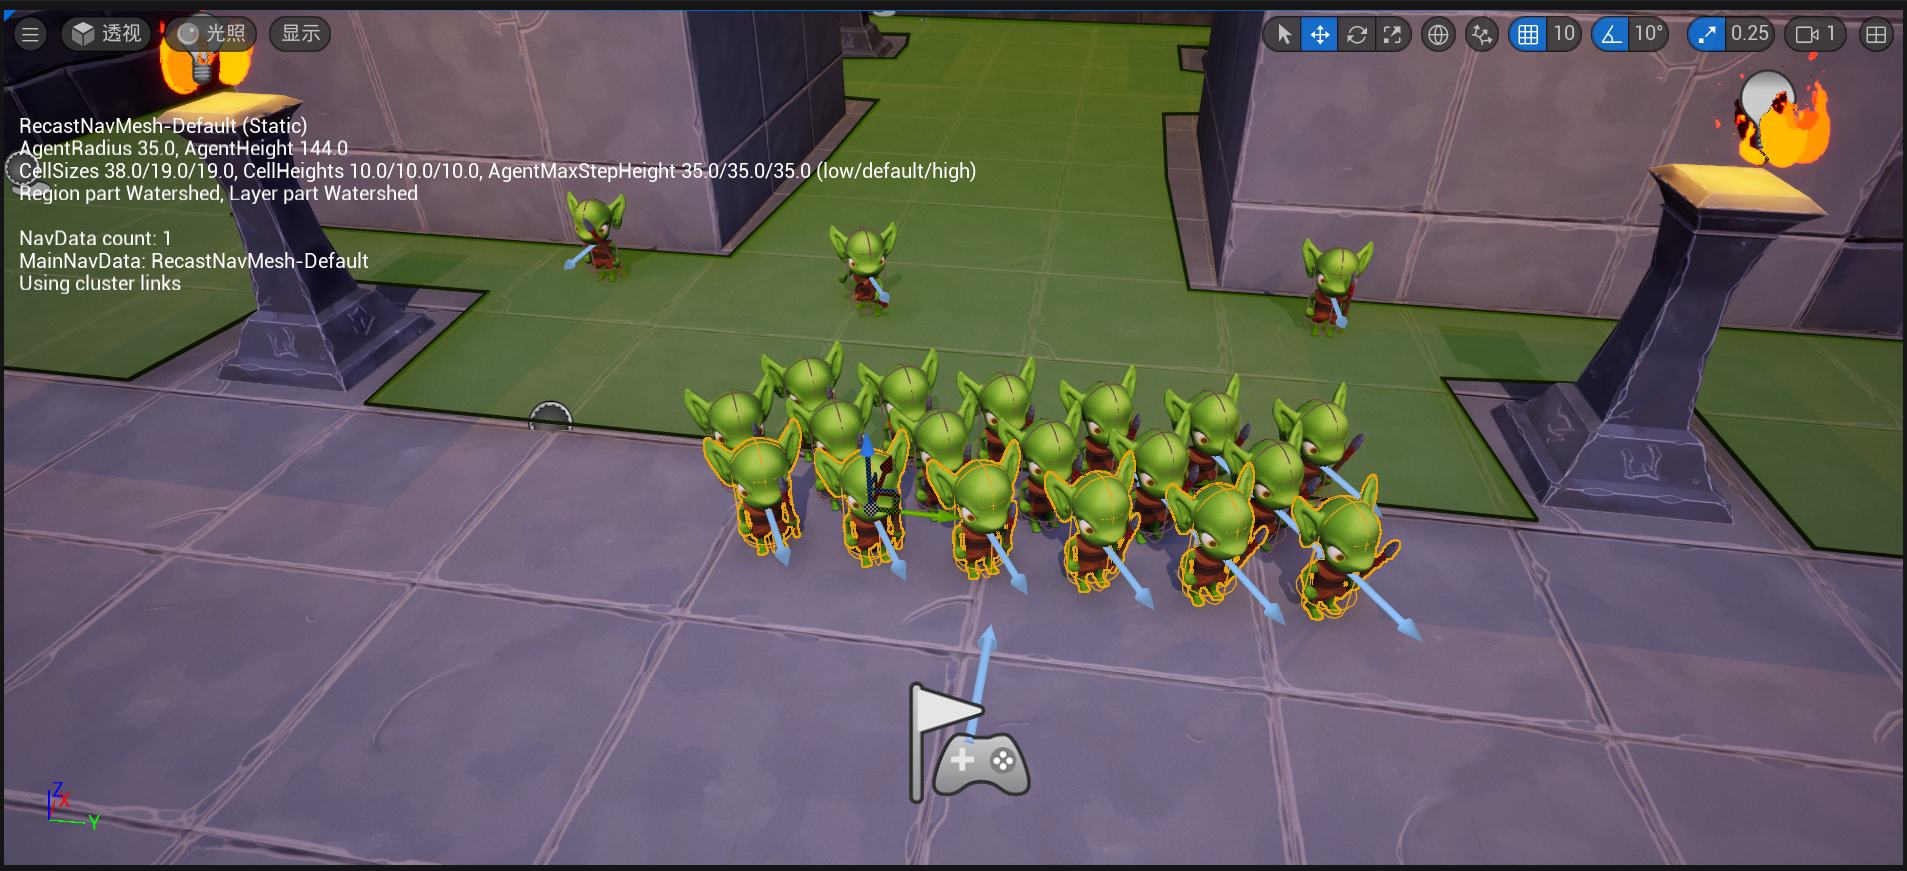 透视
光照
显示
10
10°
0.25
1
RecastNavMesh-Default (Static)
AgentRadius 35.0, AgentHeight 144.0
CellSizes 38.0/19.0/19.0, CellHeights 10.0/10.0/10.0, AgentMaxStepHeight 35.0/35.0/35.0 (low/default/high)
Region part Watershed, Layer part Watershed
NavData count: 1
MainNavData: RecastNavMesh-Default
Using cluster links
Z
X
Y